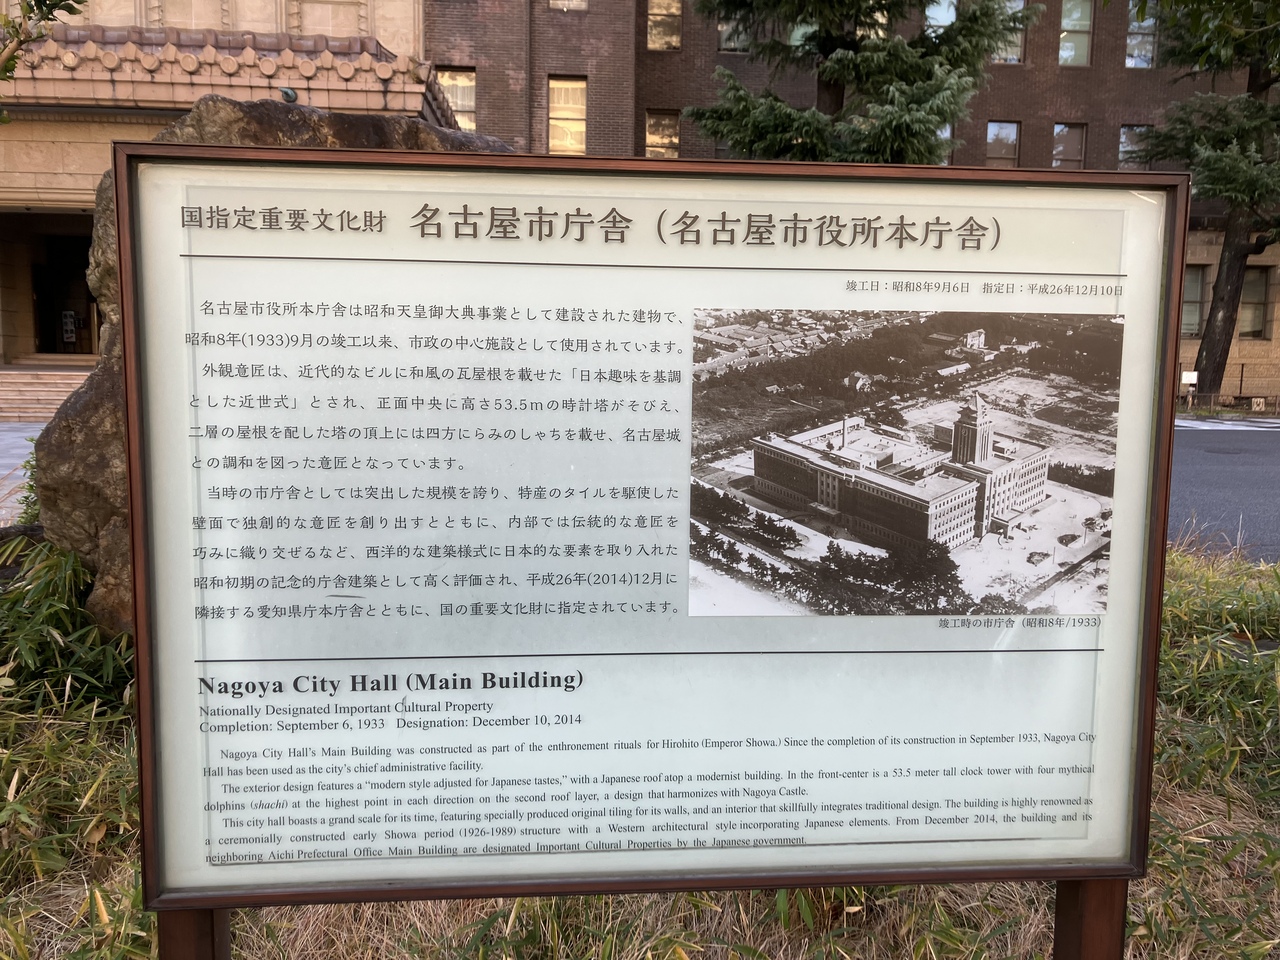 国指定重要文化財 名古屋市庁舎（名古屋市役所本庁舎）
竣工日：昭和8年9月6日 指定日：平成26年12月10日
名古屋市役所本庁舎は昭和天皇御大典事業として建設された建物で、
昭和8年(1933)9月の竣工以来、市政の中心施設として使用されています。
外観意匠は、近代的なビルに和風の瓦屋根を載せた「日本趣味を基調
とした近世式」とされ、正面中央に高さ53.5mの時計塔がそびえ、
二層の屋根を配した塔の頂上には四方にらみのしゃちを載せ、名古屋城
との調和を図った意匠となっています。
当時の市庁舎としては突出した規模を誇り、特産のタイルを駆使した
壁面で独創的な意匠を創り出すとともに、内部では伝統的な意匠を
巧みに織り交ぜるなど、西洋的な建築様式に日本的な要素を取り入れた
昭和初期の記念的庁舎建築として高く評価され、平成26年(2014)12月に
隣接する愛知県庁本庁舎とともに、国の重要文化財に指定されています。
竣工時の市庁舎（昭和8年/1933）
Nagoya City Hall (Main Building)
Nationally Designated Important Cultural Property
Completion: September 6, 1933 Designation: December 10, 2014
Nagoya City Hall's Main Building was constructed as part of the enthronement rituals for Hirohito (Emperor Showa.) Since the completion of its construction in September 1933, Nagoya City
Hall has been used as the city's chief administrative facility.
The exterior design features a "modern style adjusted for Japanese tastes," with a Japanese roof atop a modernist building. In the front-center is a 53.5 meter tall clock tower with four mythical
dolphins (shachi) at the highest point in each direction on the second roof layer, a design that harmonizes with Nagoya Castle.
This city hall boasts a grand scale for its time, featuring specially produced original tiling for its walls, and an interior that skillfully integrates traditional design. The building is highly renowned as
a ceremonially constructed early Showa period (1926-1989) structure with a Western architectural style incorporating Japanese elements. From December 2014, the building and its
neighboring Aichi Prefectural Office Main Building are designated Important Cultural Properties by the Japanese government.